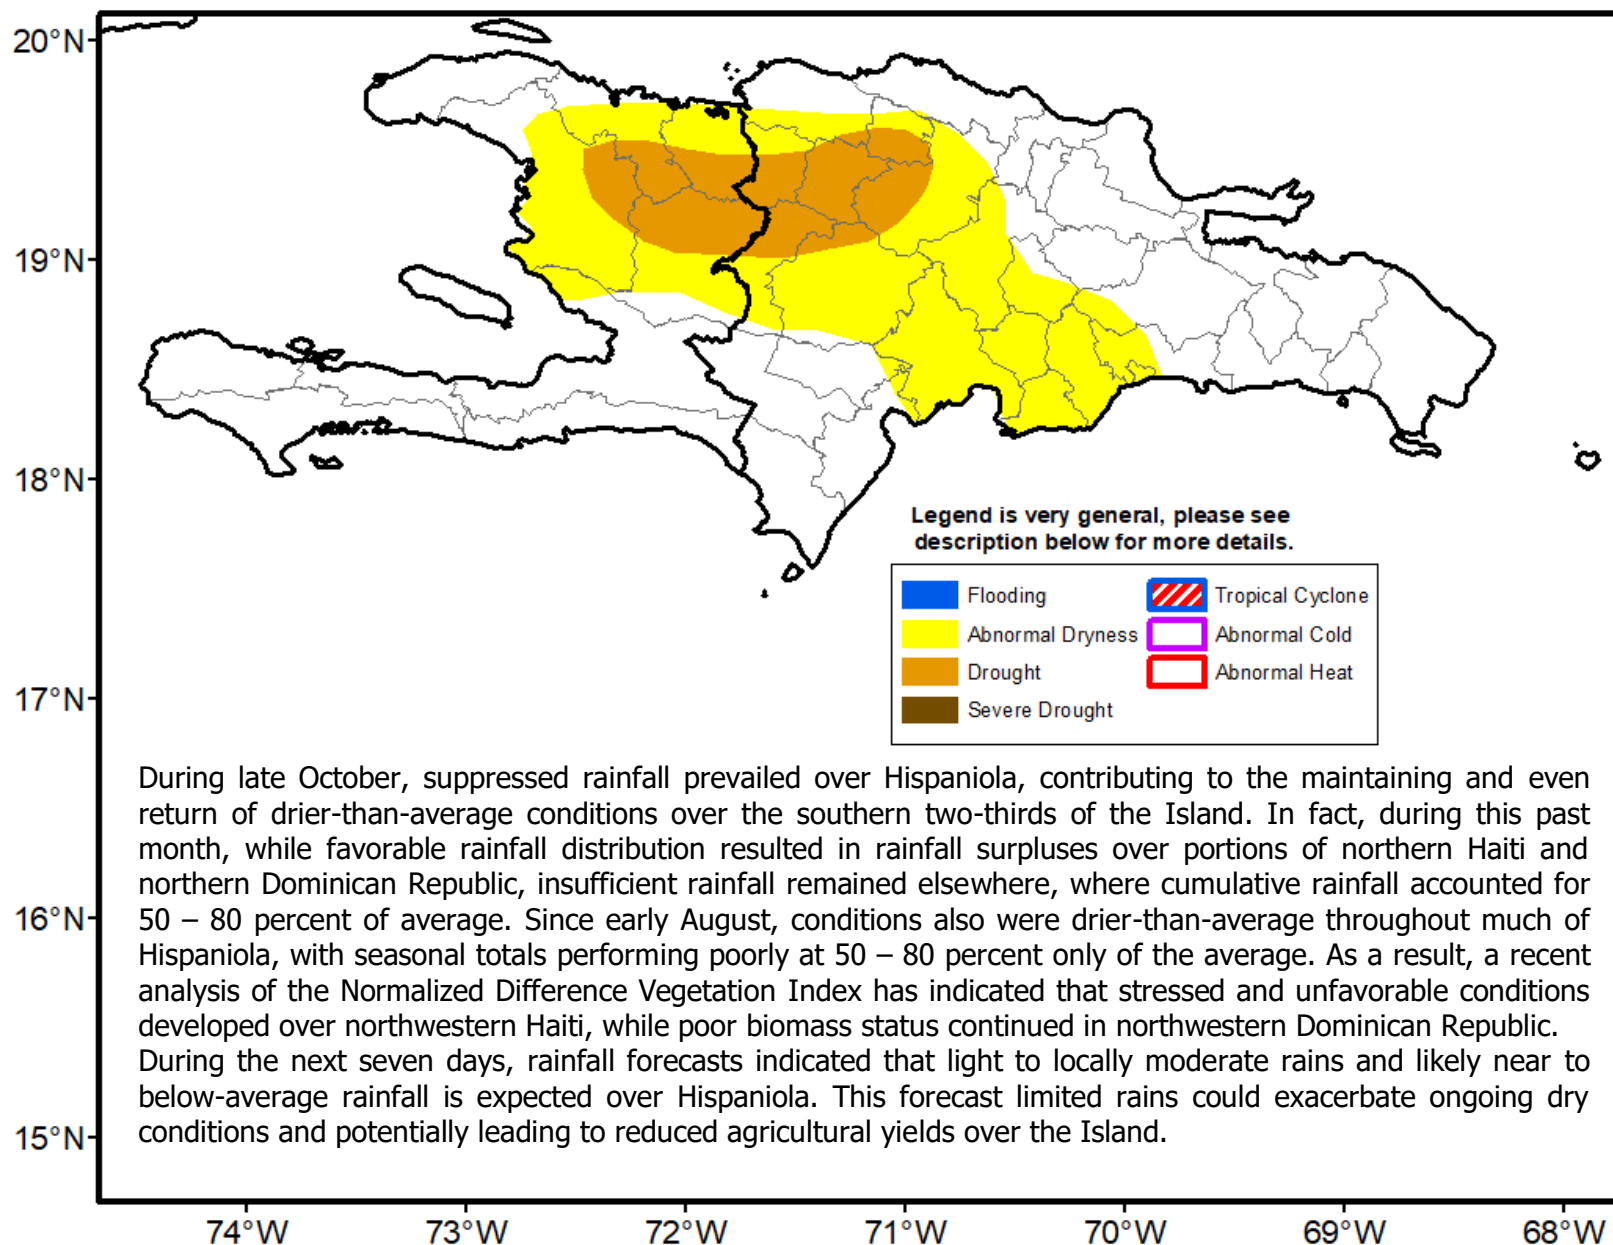 20°N
19°N
18°N
17°N
16°N
15°N
Legend is very general, please see
description below for more details.
Flooding
Tropical Cyclone
Abnormal Dryness
Abnormal Cold
Drought
Abnormal Heat
Severe Drought
During late October, suppressed rainfall prevailed over Hispaniola, contributing to the maintaining and even
return of drier-than-average conditions over the southern two-thirds of the Island. In fact, during this past
month, while favorable rainfall distribution resulted in rainfall surpluses over portions of northern Haiti and
northern Dominican Republic, insufficient rainfall remained elsewhere, where cumulative rainfall accounted for
50 – 80 percent of average. Since early August, conditions also were drier-than-average throughout much of
Hispaniola, with seasonal totals performing poorly at 50 – 80 percent only of the average. As a result, a recent
analysis of the Normalized Difference Vegetation Index has indicated that stressed and unfavorable conditions
developed over northwestern Haiti, while poor biomass status continued in northwestern Dominican Republic.
During the next seven days, rainfall forecasts indicated that light to locally moderate rains and likely near to
below-average rainfall is expected over Hispaniola. This forecast limited rains could exacerbate ongoing dry
conditions and potentially leading to reduced agricultural yields over the Island.
74°W 73°W 72°W 71°W 70°W 69°W 68°W